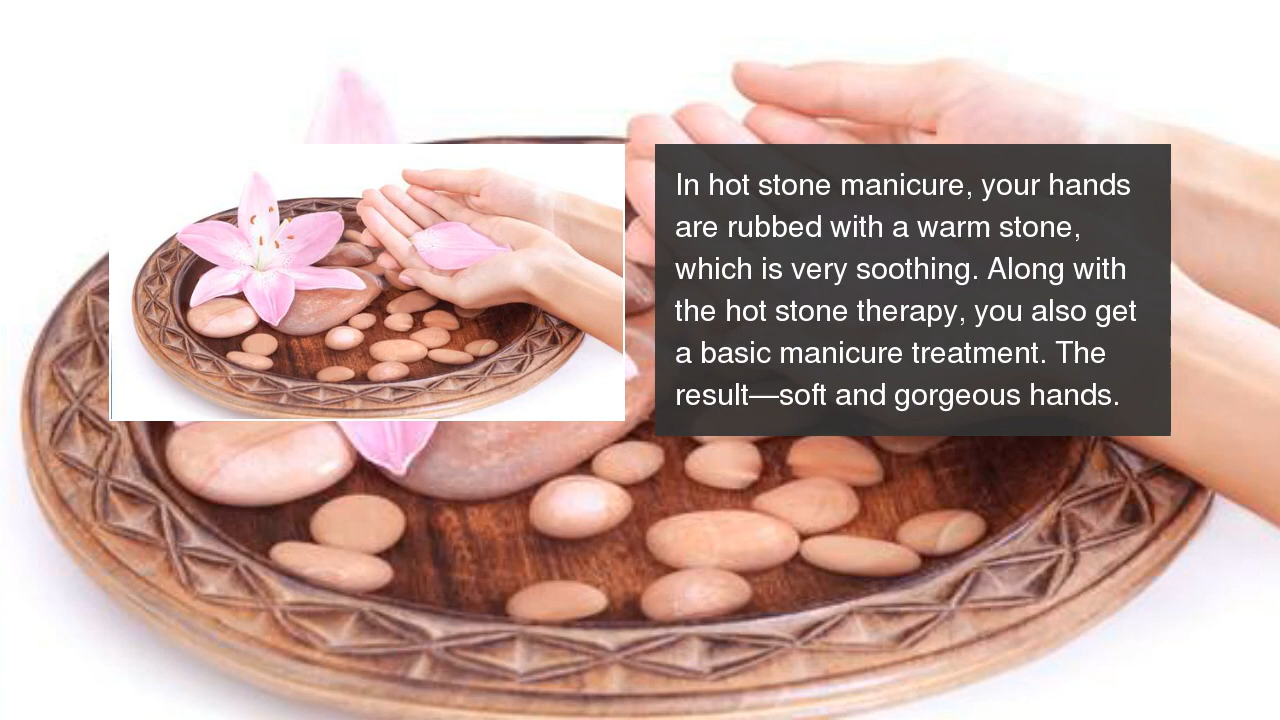 In hot stone manicure, your hands
are rubbed with a warm stone,
which is very soothing. Along with
the hot stone therapy, you also get
a basic manicure treatment. The
result—soft and gorgeous hands.